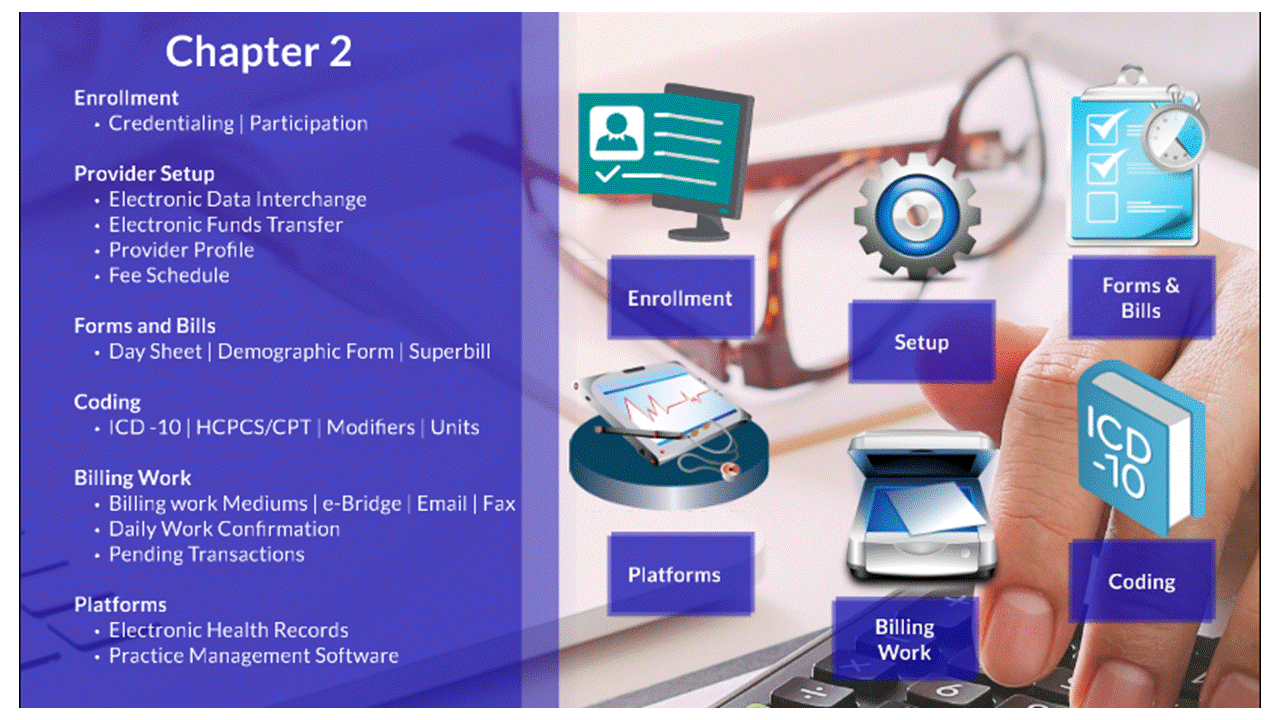 Chapter 2
Enrollment
• Credentialing | Participation
Provider Setup
• Electronic Data Interchange
• Electronic Funds Transfer
• Provider Profile
• Fee Schedule
Forms and Bills
• Day Sheet | Demographic Form | Superbill
Coding
• ICD -10 | HCPCS/CPT | Modifiers | Units
Billing Work
• Billing work Mediums | e-Bridge | Email | Fax
• Daily Work Confirmation
• Pending Transactions
Platforms
• Electronic Health Records
• Practice Management Software
Enrollment
Setup
Forms &
Bills
Platforms
Billing
Work
ICD
-10
Coding
÷
6